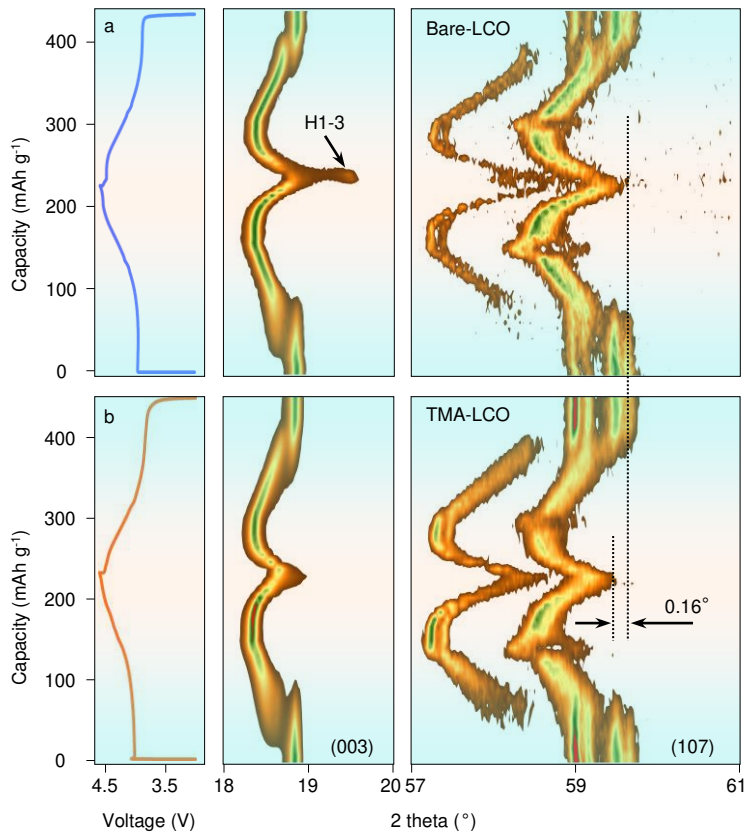 a
Bare-LCO
H1-3
400
300
200
100
0
Capacity (mAh g⁻¹)
b
TMA-LCO
400
300
200
100
0
Capacity (mAh g⁻¹)
0.16°
(003)
(107)
4.5 3.5
18 19 20
57 59 61
Voltage (V)
2 theta (°)